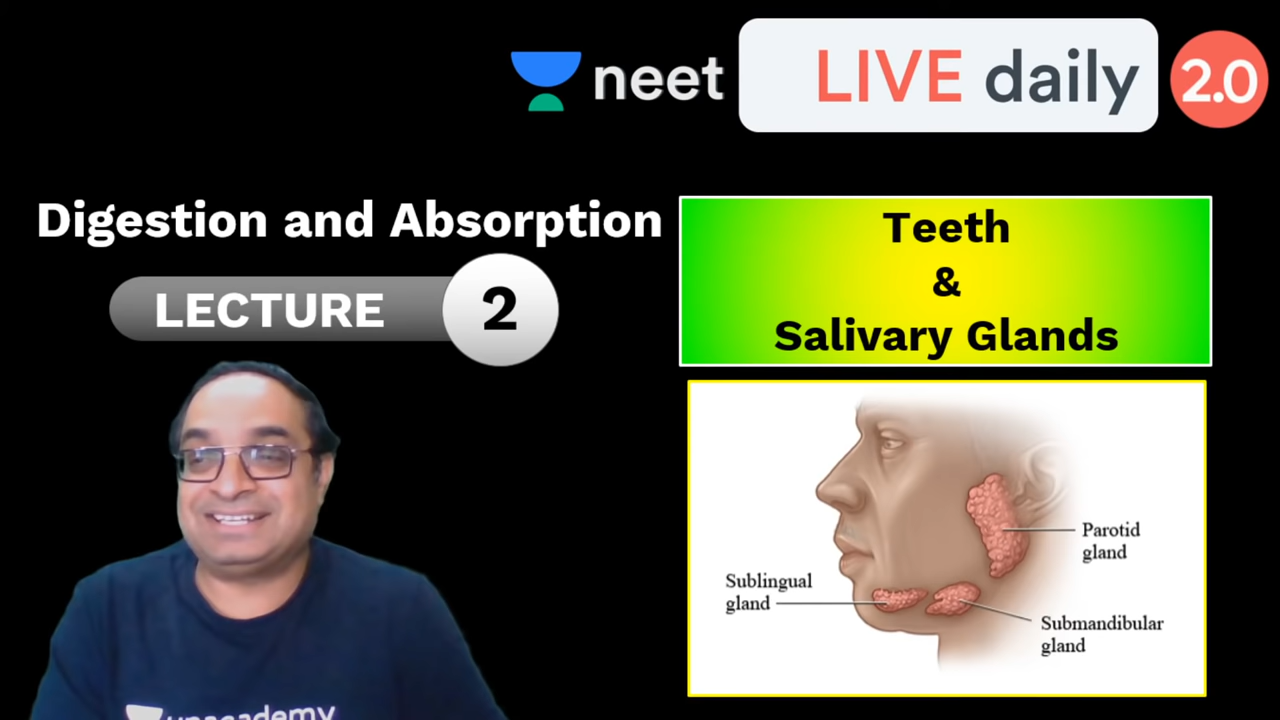 neet
LIVE daily
2.0
Digestion and Absorption
LECTURE
2
Teeth
&
Salivary Glands
Parotid
gland
Sublingual
gland
Submandibular
gland
unacademy